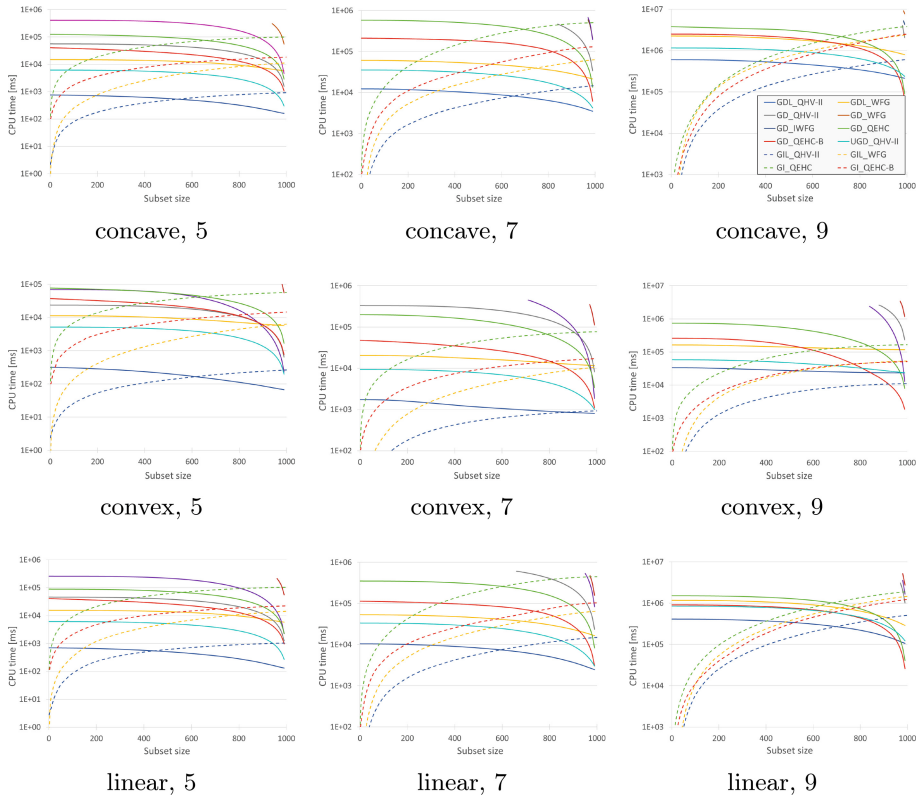 CPU time [ms]
1E+06
1E+05
1E+04
1E+03
1E+02
1E+01
1E+00
0 200 400 600 800 1000
Subset size
concave, 5
CPU time [ms]
1E+06
1E+05
1E+04
1E+03
1E+02
0 200 400 600 800 1000
Subset size
concave, 7
CPU time [ms]
1E+07
1E+06
1E+05
1E+04
1E+03
GDL_QHV-II GDL_WFG
GD_QHV-II GD_WFG
GD_IWFG GD_QEHC
GD_QEHC-B UGD_QHV-II
GIL_QHV-II GIL_WFG
GI_QEHC GI_QEHC-B
0 200 400 600 800 1000
Subset size
concave, 9
CPU time [ms]
1E+05
1E+04
1E+03
1E+02
1E+01
1E+00
0 200 400 600 800 1000
Subset size
convex, 5
CPU time [ms]
1E+06
1E+05
1E+04
1E+03
1E+02
0 200 400 600 800 1000
Subset size
convex, 7
CPU time [ms]
1E+07
1E+06
1E+05
1E+04
1E+03
1E+02
0 200 400 600 800 1000
Subset size
convex, 9
CPU time [ms]
1E+06
1E+05
1E+04
1E+03
1E+02
1E+01
1E+00
0 200 400 600 800 1000
Subset size
linear, 5
CPU time [ms]
1E+06
1E+05
1E+04
1E+03
1E+02
0 200 400 600 800 1000
Subset size
linear, 7
CPU time [ms]
1E+07
1E+06
1E+05
1E+04
1E+03
0 200 400 600 800 1000
Subset size
linear, 9